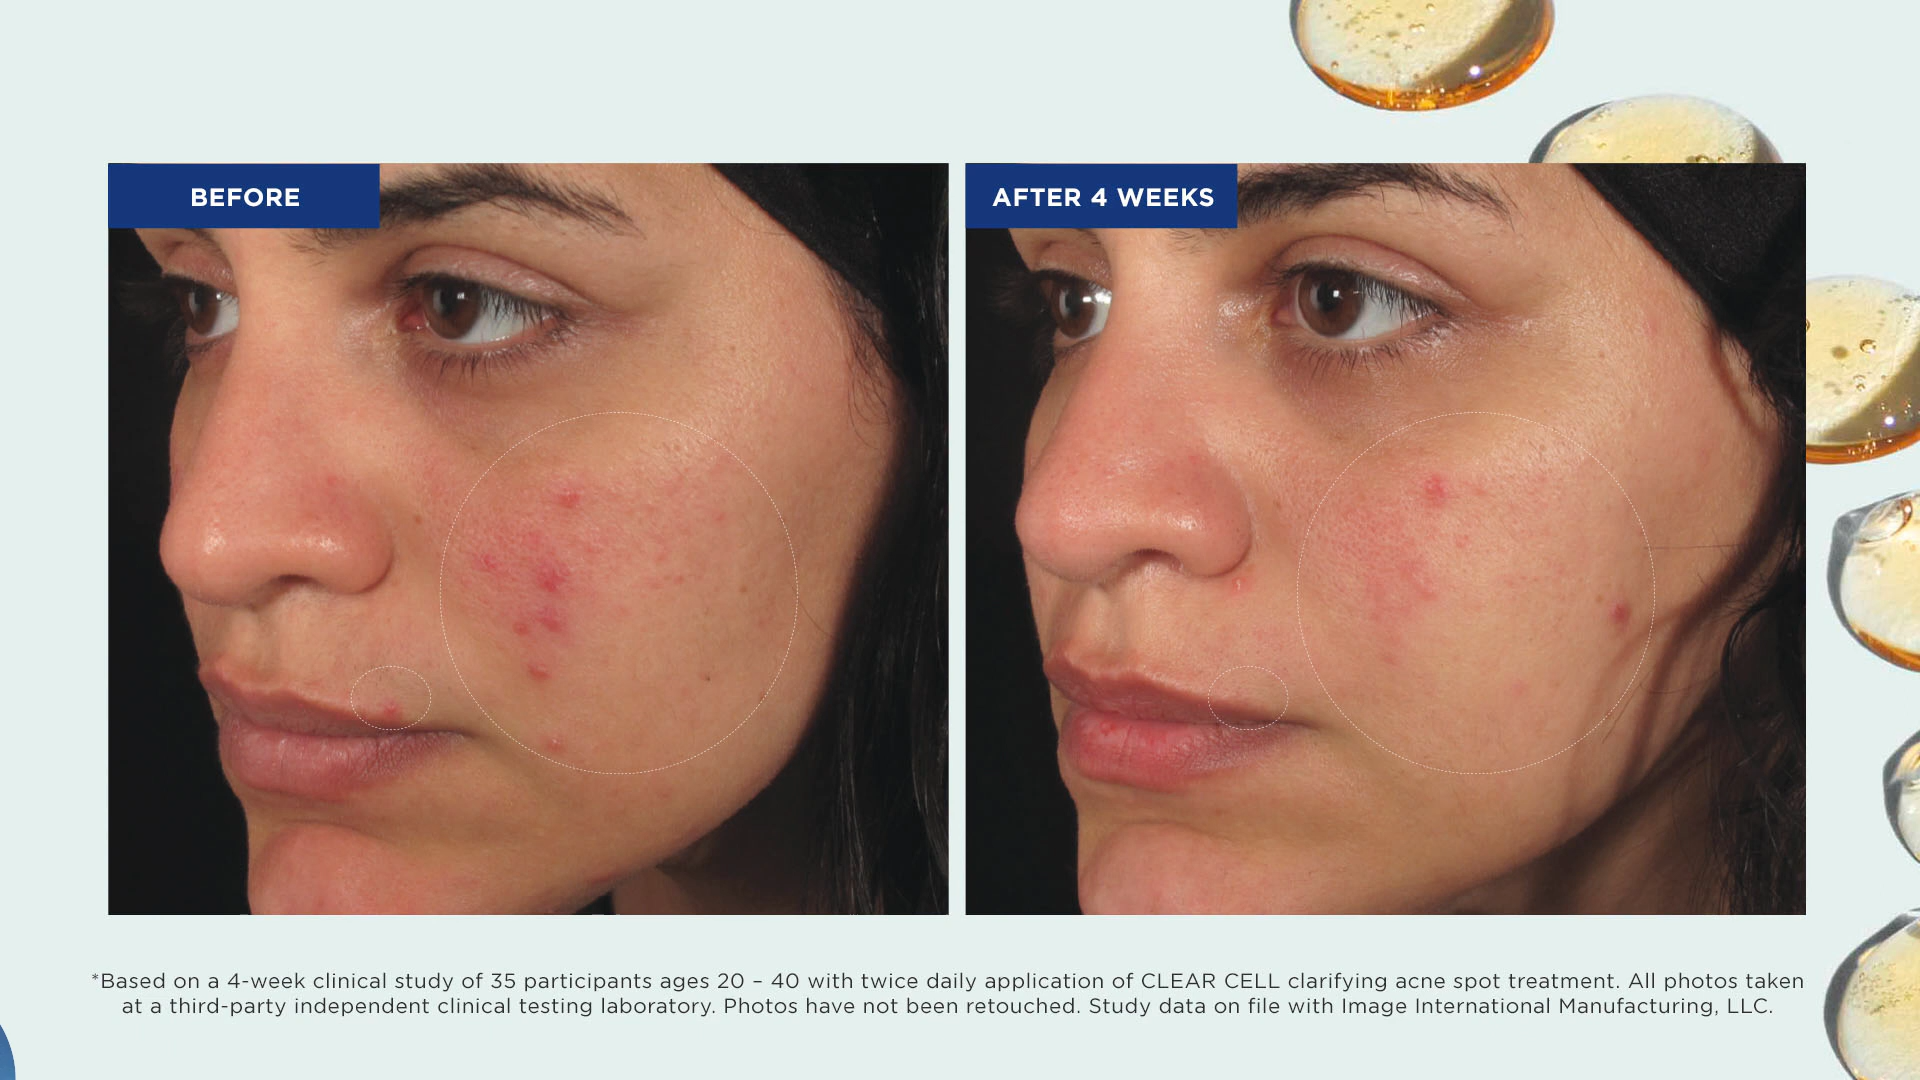 BEFORE
AFTER 4 WEEKS
*Based on a 4-week clinical study of 35 participants ages 20 – 40 with twice daily application of CLEAR CELL clarifying acne spot treatment. All photos taken
at a third-party independent clinical testing laboratory. Photos have not been retouched. Study data on file with Image International Manufacturing, LLC.